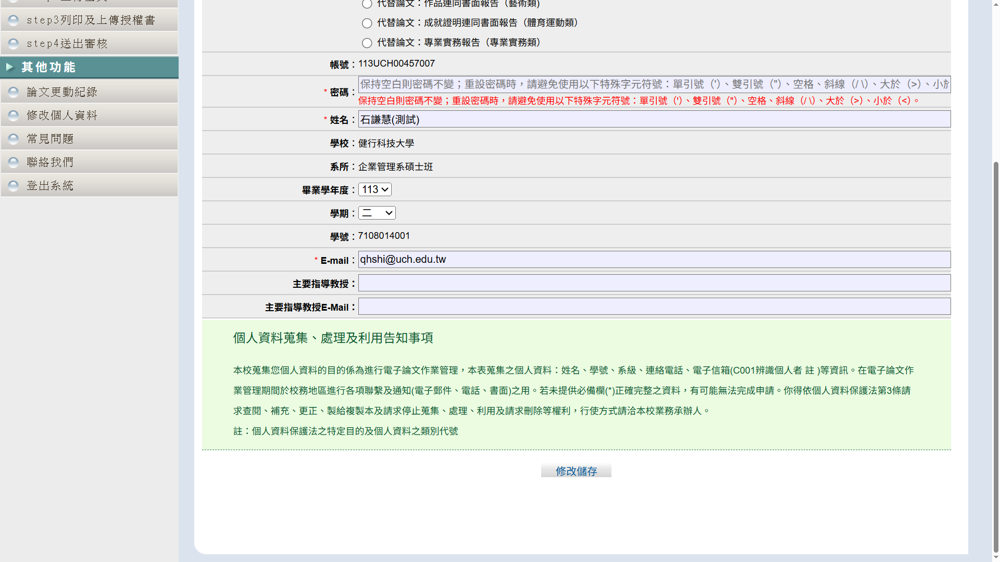 step3列印及上傳授權書
step4送出審核
其他功能
論文更動紀錄
修改個人資料
常見問題
聯絡我們
登出系統
代替論文：作品連同書面報告（藝術類)
代替論文：成就證明連同書面報告（體育運動類）
代替論文：專業實務報告（專業實務類）
帳號：113UCH00457007
* 密碼：保持空白則密碼不變；重設密碼時，請避免使用以下特殊字元符號：單引號（'）、雙引號（"）、空格、斜線（/ \）、大於（>）、小於
保持空白則密碼不變；重設密碼時，請避免使用以下特殊字元符號：單引號（'）、雙引號（"）、空格、斜線（/ \）、大於（>）、小於（<）。
* 姓名：石謙慧(測試)
學校：健行科技大學
系所：企業管理系碩士班
畢業學年度：113
學期：二
學號：7108014001
* E-mail：qhshi@uch.edu.tw
主要指導教授：
主要指導教授E-Mail：
個人資料蒐集、處理及利用告知事項
本校蒐集您個人資料的目的係為進行電子論文作業管理，本表蒐集之個人資料：姓名、學號、系級、連絡電話、電子信箱(C001辨識個人者 註 )等資訊。在電子論文作
業管理期間於校務地區進行各項聯繫及通知(電子郵件、電話、書面)之用。若未提供必備欄(*)正確完整之資料，有可能無法完成申請。你得依個人資料保護法第3條請
求查閱、補充、更正、製給複製本及請求停止蒐集、處理、利用及請求刪除等權利，行使方式請洽本校業務承辦人。
註：個人資料保護法之特定目的及個人資料之類別代號
修改儲存